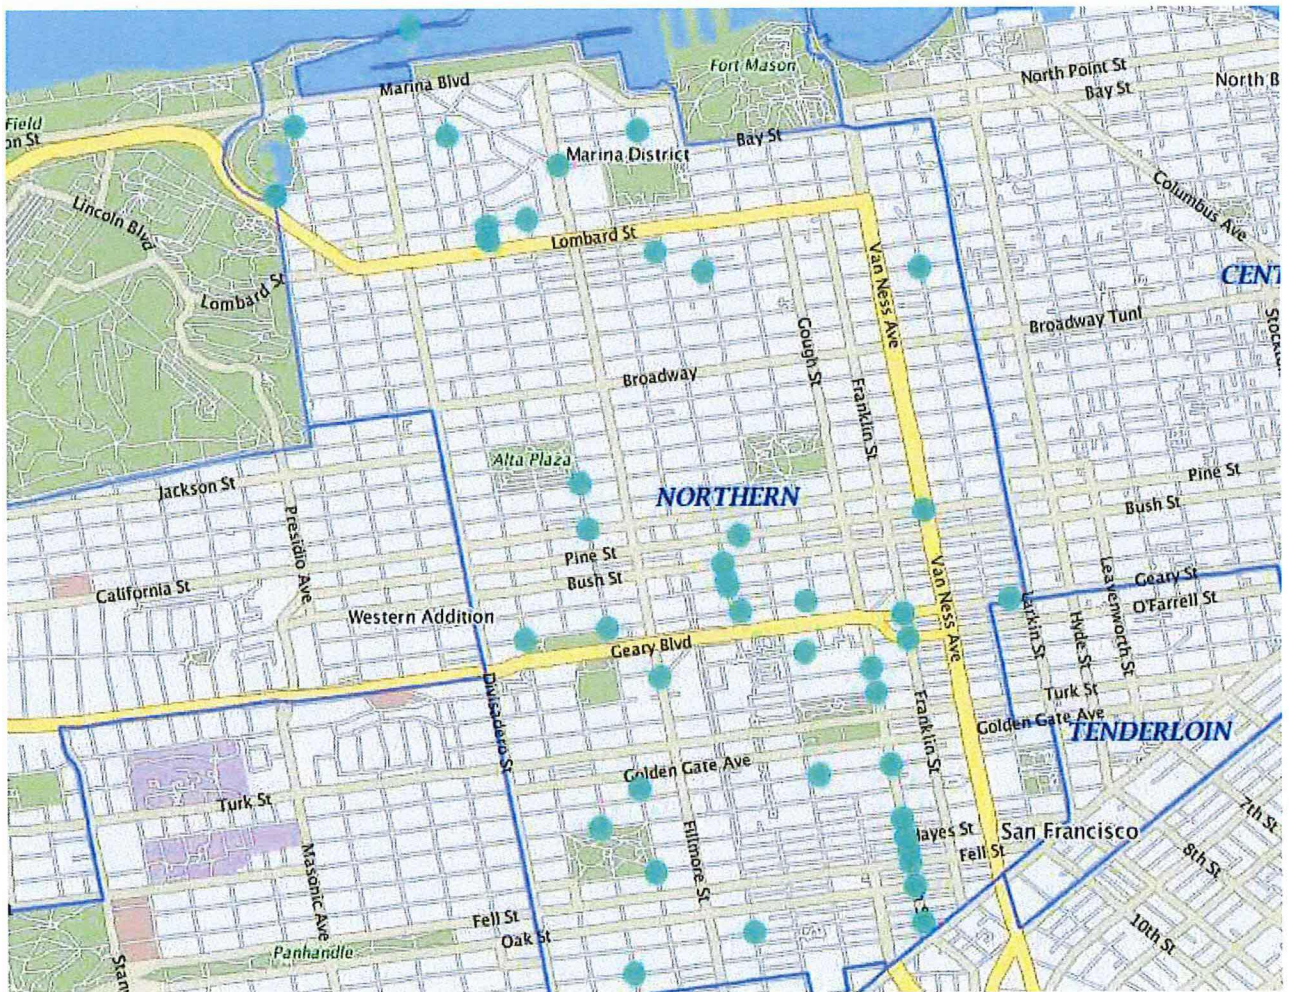 Fort Mason
North Point St
Bay St
North B
Marina Blvd
Field
on St
Bay St
Marina District
Columbus Ave
Lincoln Blvd
Lombard St
Van Ness Ave
CENT
Lombard St
Broadway Tunl
Gough St
Broadway
Franklin St
Alta Plaza
NORTHERN
Pine St
Jackson St
Bush St
Presidio Ave
Pine St
Bush St
Van Ness Ave
Leavenworth St
Geary St
California St
O'Farrell St
Western Addition
Larkin St
Hyde St
Geary Blvd
Divisadero St
Turk St
Franklin St
Golden Gate Ave
TENDERLOIN
Golden Gate Ave
Turk St
7th St
Hayes St
San Francisco
Fillmore St
Fell St
8th St
Masonic Ave
Fell St
Oak St
10th St
Panhandle
Stan